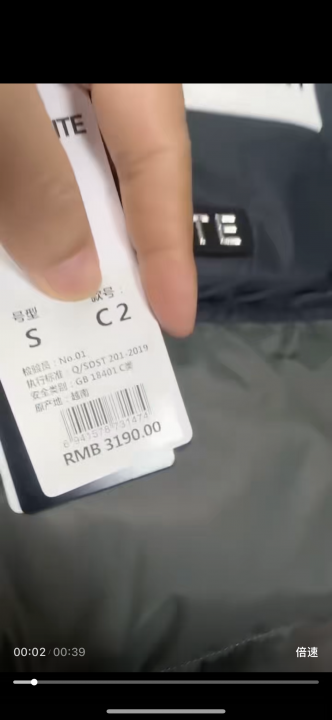 ITE
TE
号型
款号:
S
C2
检验员: No.01
执行标准: Q/SDST 201-2019
安全类别: GB 18401 C类
原产地: 越南
RMB 3190.00
00:02 00:39
倍速